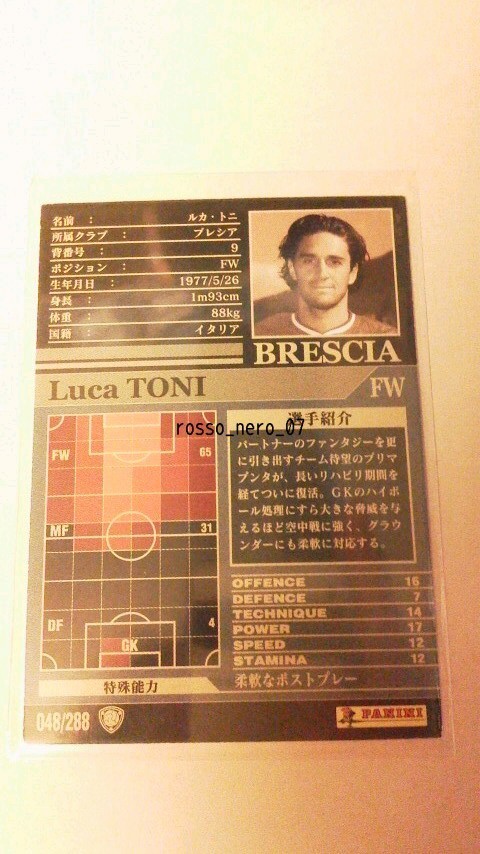 名前 : ルカ・トニ
所属クラブ : ブレシア
背番号 : 9
ポジション : FW
生年月日 : 1977/5/26
身長 : 1m93cm
体重 : 88kg
国籍 : イタリア
BRESCIA
Luca TONI FW
rosso_nero_07
選手紹介
パートナーのファンタジーを更
に引き出すチーム待望のプリマ
プンタが、長いリハビリ期間を
経てついに復活。GKのハイボ
ール処理にすら大きな脅威を与
えるほど空中戦に強く、グラウ
ンダーにも柔軟に対応する。
FW 65
MF 31
DF 4
GK
OFFENCE 16
DEFENCE 7
TECHNIQUE 14
POWER 17
SPEED 12
STAMINA 12
特殊能力 柔軟なポストプレー
048/288
PANINI